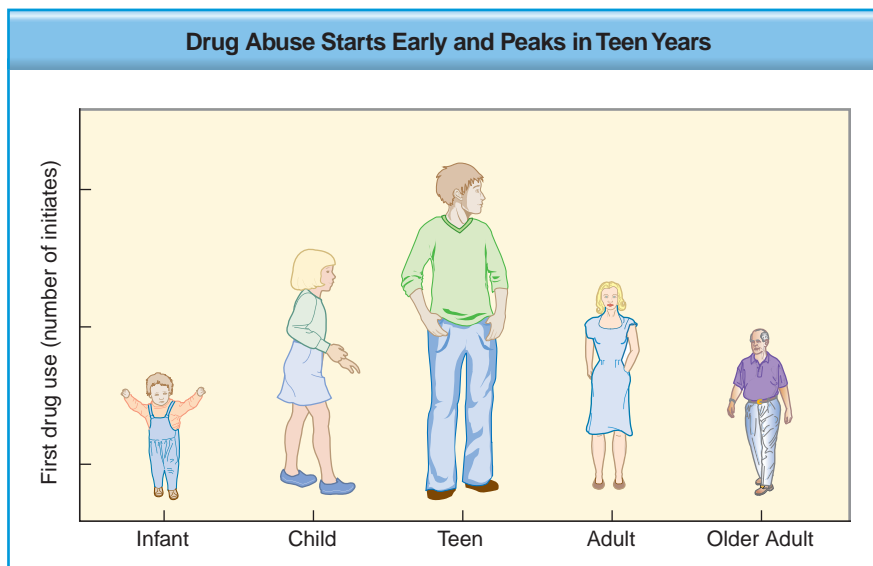 Drug Abuse Starts Early and Peaks in Teen Years
First drug use (number of initiates)
Infant
Child
Teen
Adult
Older Adult